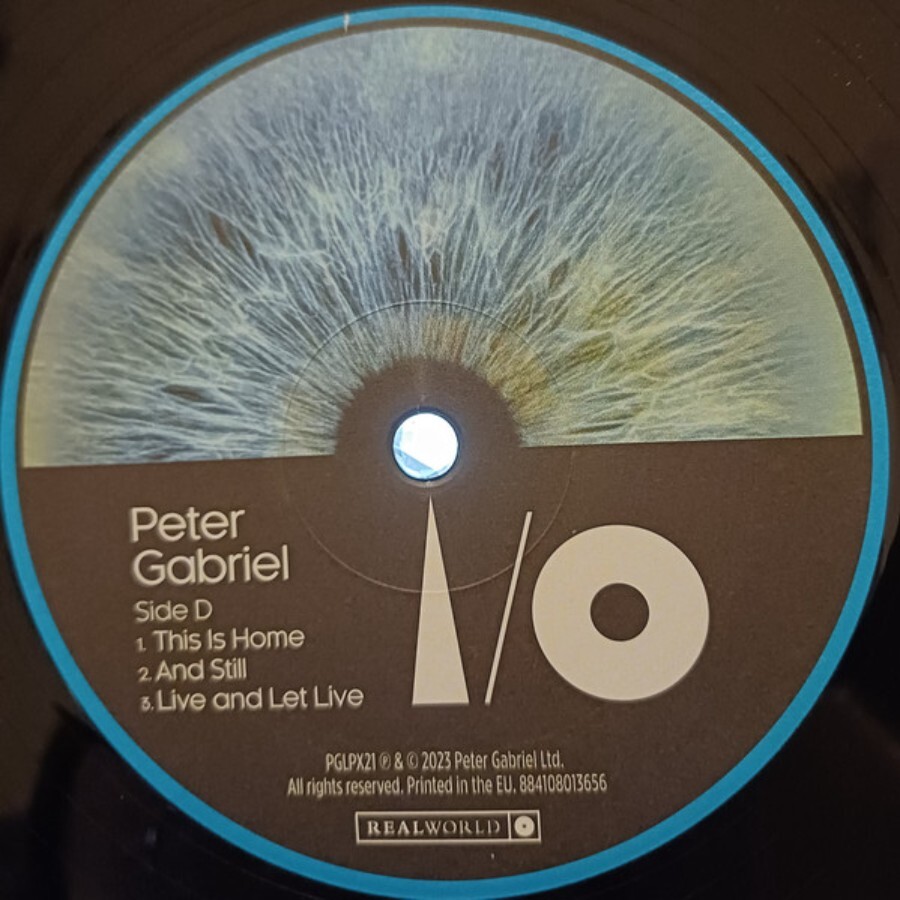 Peter
Gabriel
Side D
1. This Is Home
2. And Still
3. Live and Let Live
I/O
PGLPX21 ℗ & © 2023 Peter Gabriel Ltd.
All rights reserved. Printed in the EU. 884108013656
REALWORLD